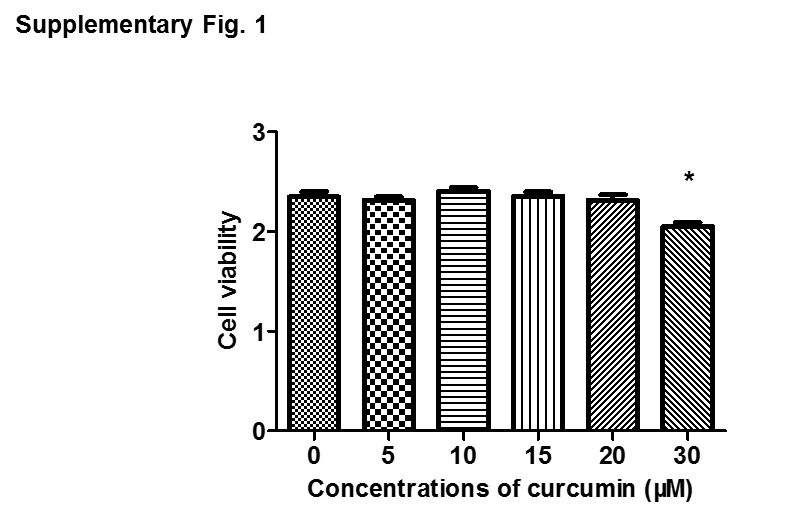 Supplementary Fig. 1
3
2
1
0
Cell viability
*
0 5 10 15 20 30
Concentrations of curcumin (µM)